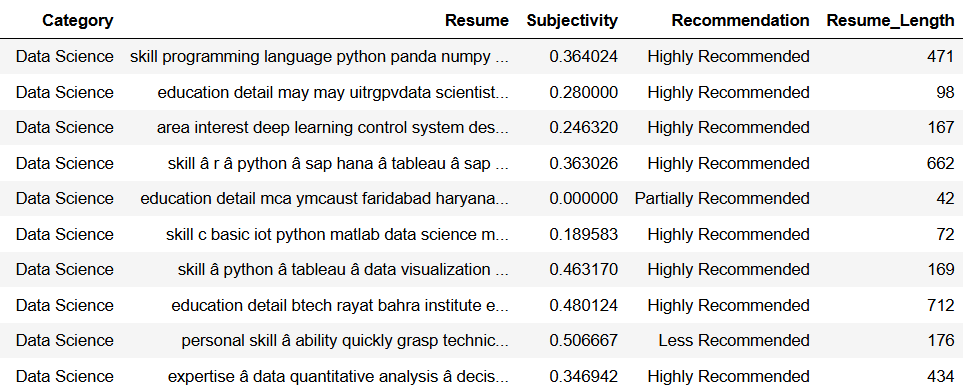 Category Resume Subjectivity Recommendation Resume_Length
Data Science skill programming language python panda numpy ... 0.364024 Highly Recommended 471
Data Science education detail may may uitrgpvdata scientist... 0.280000 Highly Recommended 98
Data Science area interest deep learning control system des... 0.246320 Highly Recommended 167
Data Science skill â r â python â sap hana â tableau â sap ... 0.363026 Highly Recommended 662
Data Science education detail mca ymcaust faridabad haryana... 0.000000 Partially Recommended 42
Data Science skill c basic iot python matlab data science m... 0.189583 Highly Recommended 72
Data Science skill â python â tableau â data visualization ... 0.463170 Highly Recommended 169
Data Science education detail btech rayat bahra institute e... 0.480124 Highly Recommended 712
Data Science personal skill â ability quickly grasp technic... 0.506667 Less Recommended 176
Data Science expertise â data quantitative analysis â decis... 0.346942 Highly Recommended 434